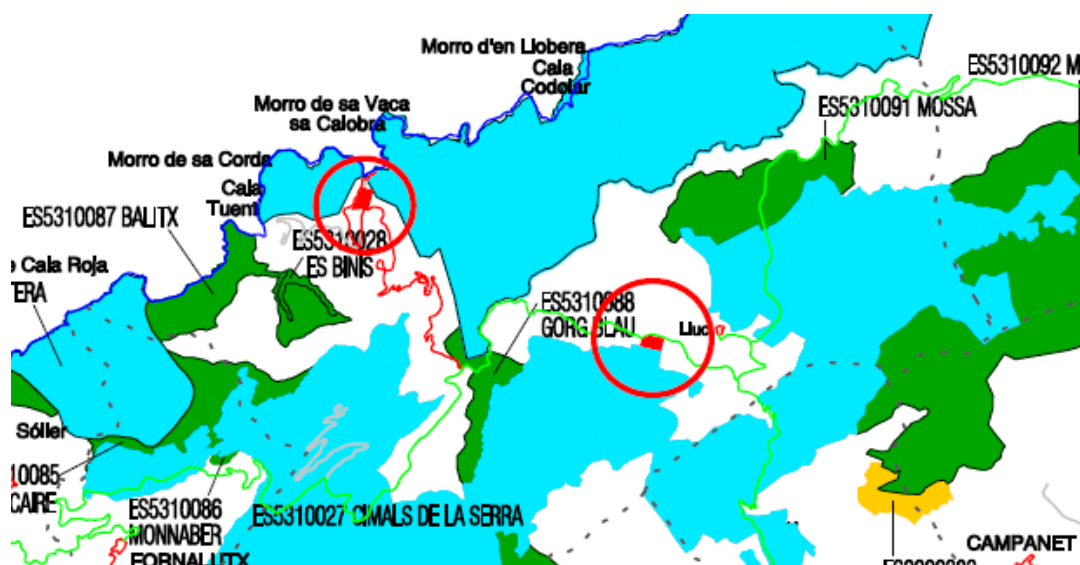 Morro d'en Llobera
Cala
Codolar
ES5310092 M
Morro de sa Vaca
sa Calobra
ES5310091 MOSSA
Morro de sa Corda
Cala
Tuent
ES5310087 BALITX
ES5310028
ES BINIS
Cala Roja
TERA
ES5310088
GORG BLAU
Lluc
Sóller
10085
CAIRE
ES5310086
MONNABER
FORNALUTX
ES5310027 CIMALS DE LA SERRA
CAMPANET